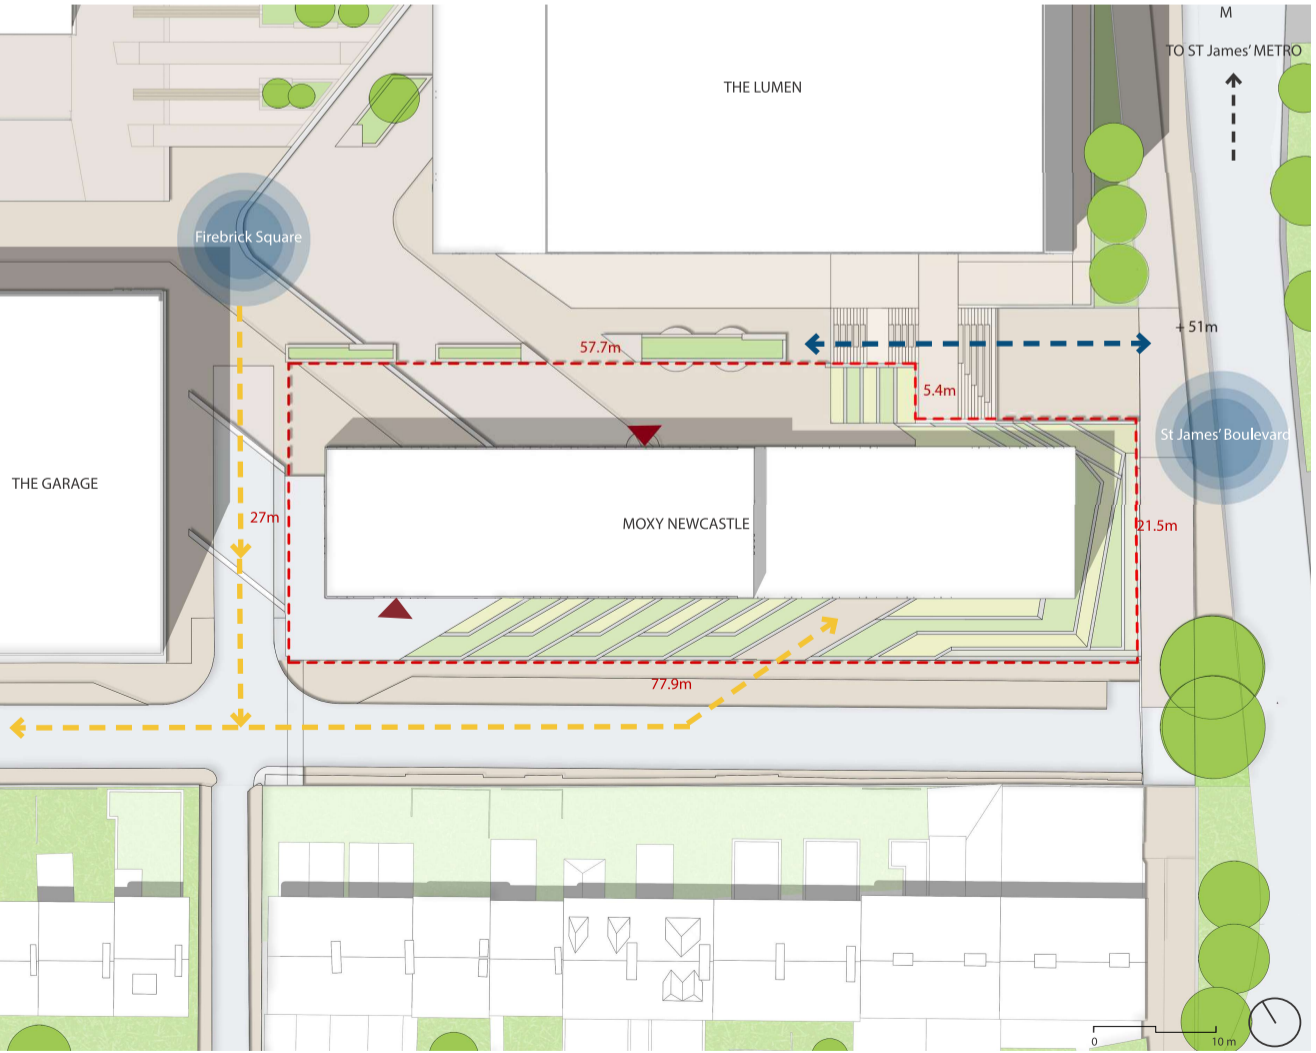 M
TO ST James' METRO
THE LUMEN
Firebrick Square
+ 51m
57.7m
5.4m
St James' Boulevard
THE GARAGE
27m
MOXY NEWCASTLE
21.5m
77.9m
0
10 m